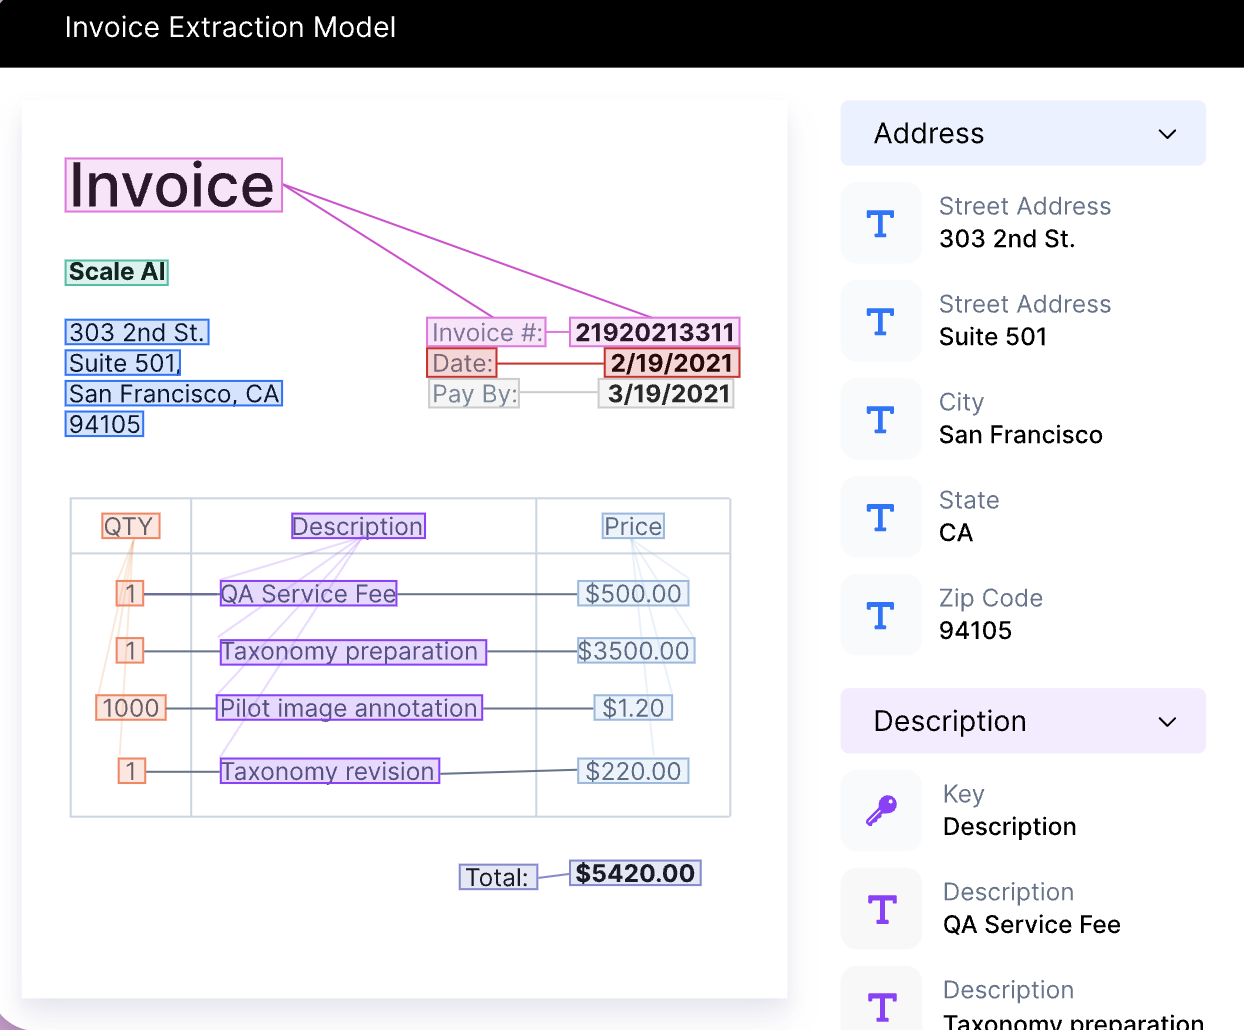 Invoice Extraction Model
Invoice
Scale AI
303 2nd St.
Suite 501,
San Francisco, CA
94105
Invoice #: 21920213311
Date: 2/19/2021
Pay By: 3/19/2021
QTY Description Price
1 QA Service Fee $500.00
1 Taxonomy preparation $3500.00
1000 Pilot image annotation $1.20
1 Taxonomy revision $220.00
Total: $5420.00
Address
Street Address
303 2nd St.
Street Address
Suite 501
City
San Francisco
State
CA
Zip Code
94105
Description
Key
Description
Description
QA Service Fee
Description
Taxonomy preparation